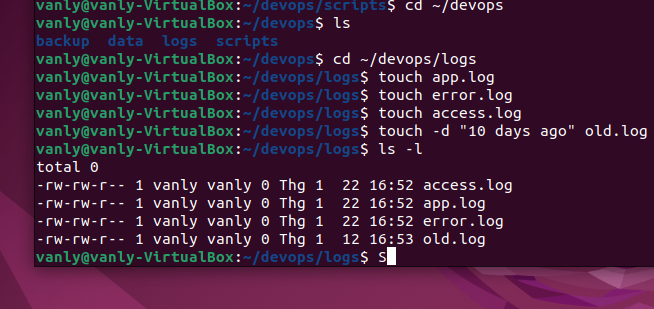 vanly@vanly-VirtualBox:~/devops/scripts$ cd ~/devops
vanly@vanly-VirtualBox:~/devops$ ls
backup  data  logs  scripts
vanly@vanly-VirtualBox:~/devops$ cd ~/devops/logs
vanly@vanly-VirtualBox:~/devops/logs$ touch app.log
vanly@vanly-VirtualBox:~/devops/logs$ touch error.log
vanly@vanly-VirtualBox:~/devops/logs$ touch access.log
vanly@vanly-VirtualBox:~/devops/logs$ touch -d "10 days ago" old.log
vanly@vanly-VirtualBox:~/devops/logs$ ls -l
total 0
-rw-rw-r-- 1 vanly vanly 0 Thg 1  22 16:52 access.log
-rw-rw-r-- 1 vanly vanly 0 Thg 1  22 16:52 app.log
-rw-rw-r-- 1 vanly vanly 0 Thg 1  22 16:52 error.log
-rw-rw-r-- 1 vanly vanly 0 Thg 1  12 16:53 old.log
vanly@vanly-VirtualBox:~/devops/logs$ S